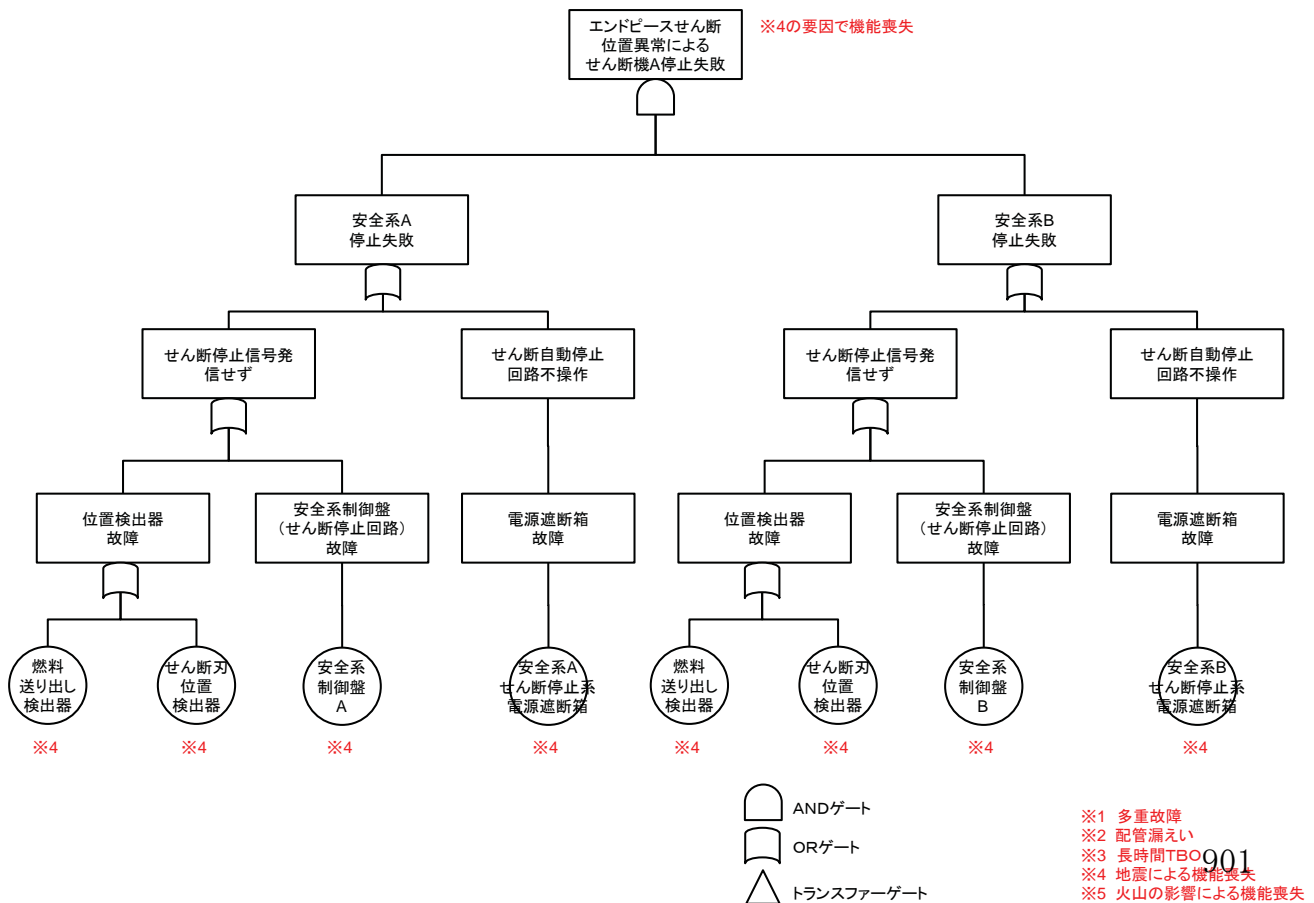 エンドピースせん断
位置異常による
せん断機A停止失敗
※4の要因で機能喪失
安全系A
停止失敗
安全系B
停止失敗
せん断停止信号発
信せず
せん断自動停止
回路不操作
せん断停止信号発
信せず
せん断自動停止
回路不操作
位置検出器
故障
安全系制御盤
(せん断停止回路)
故障
電源遮断箱
故障
位置検出器
故障
安全系制御盤
(せん断停止回路)
故障
電源遮断箱
故障
燃料
送り出し
検出器
せん断刃
位置
検出器
安全系
制御盤
A
安全系A
せん断停止系
電源遮断箱
燃料
送り出し
検出器
せん断刃
位置
検出器
安全系
制御盤
B
安全系B
せん断停止系
電源遮断箱
※4
※4
※4
※4
※4
※4
※4
※4
ANDゲート
ORゲート
トランスファーゲート
※1 多重故障
※2 配管漏えい
※3 長時間TBO
※4 地震による機能喪失
※5 火山の影響による機能喪失
901